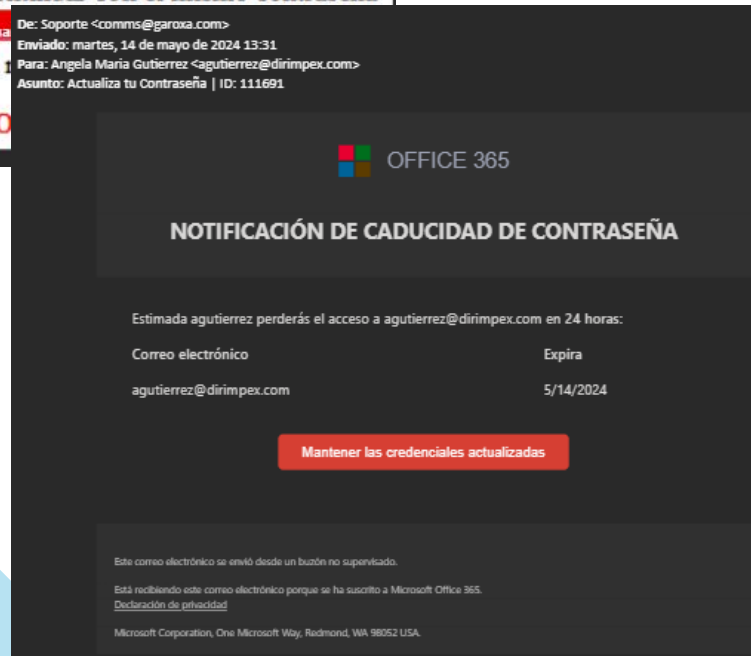 De: Soporte <comms@garoxa.com>
Enviado: martes, 14 de mayo de 2024 13:31
Para: Angela Maria Gutierrez <agutierrez@dirimpex.com>
Asunto: Actualiza tu Contraseña | ID: 111691
OFFICE 365
NOTIFICACIÓN DE CADUCIDAD DE CONTRASEÑA
Estimada agutierrez perderás el acceso a agutierrez@dirimpex.com en 24 horas:
Correo electrónico Expira
agutierrez@dirimpex.com 5/14/2024
Mantener las credenciales actualizadas
Este correo electrónico se envió desde un buzón no supervisado.
Está recibiendo este correo electrónico porque se ha suscrito a Microsoft Office 365.
Declaración de privacidad
Microsoft Corporation, One Microsoft Way, Redmond, WA 98052 USA.